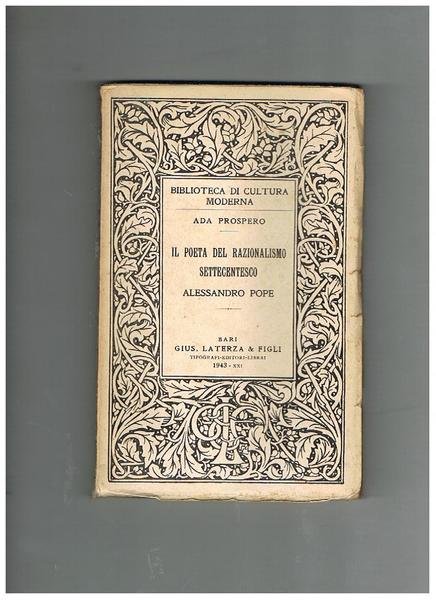 BIBLIOTECA DI CULTURA
MODERNA
ADA PROSPERO
IL POETA DEL RAZIONALISMO
SETTECENTESCO
ALESSANDRO POPE
BARI
GIUS. LATERZA & FIGLI
TIPOGRAFI-EDITORI-LIBRAI
1943 - XXI